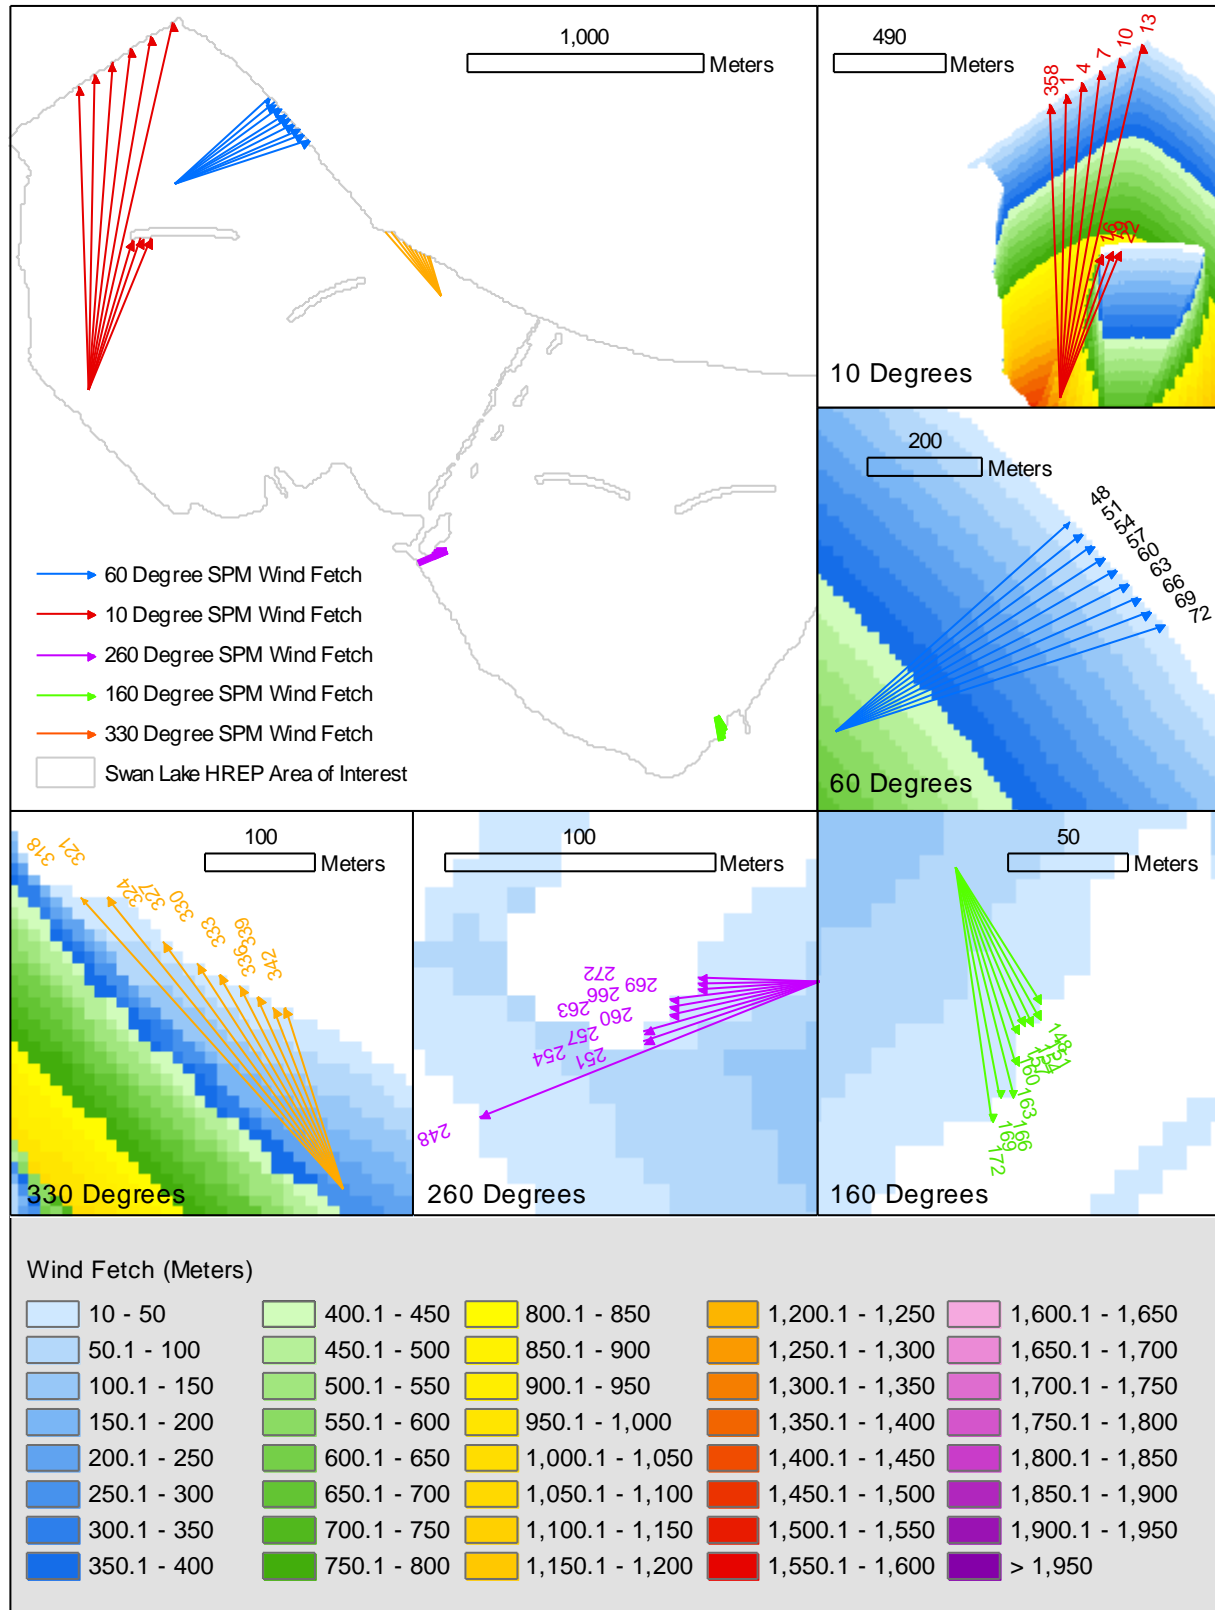 1,000
Meters
60 Degree SPM Wind Fetch
10 Degree SPM Wind Fetch
260 Degree SPM Wind Fetch
160 Degree SPM Wind Fetch
330 Degree SPM Wind Fetch
Swan Lake HREP Area of Interest
490
Meters
358
1
4
7
10
13
16
19
22
10 Degrees
200
Meters
48
51
54
57
60
63
66
69
72
60 Degrees
100
Meters
318
321
324
327
330
333
336
339
342
330 Degrees
100
Meters
272
269
266
263
260
257
254
251
248
260 Degrees
50
Meters
148
151
154
157
160
163
166
169
172
160 Degrees
Wind Fetch (Meters)
10 - 50
50.1 - 100
100.1 - 150
150.1 - 200
200.1 - 250
250.1 - 300
300.1 - 350
350.1 - 400
400.1 - 450
450.1 - 500
500.1 - 550
550.1 - 600
600.1 - 650
650.1 - 700
700.1 - 750
750.1 - 800
800.1 - 850
850.1 - 900
900.1 - 950
950.1 - 1,000
1,000.1 - 1,050
1,050.1 - 1,100
1,100.1 - 1,150
1,150.1 - 1,200
1,200.1 - 1,250
1,250.1 - 1,300
1,300.1 - 1,350
1,350.1 - 1,400
1,400.1 - 1,450
1,450.1 - 1,500
1,500.1 - 1,550
1,550.1 - 1,600
1,600.1 - 1,650
1,650.1 - 1,700
1,700.1 - 1,750
1,750.1 - 1,800
1,800.1 - 1,850
1,850.1 - 1,900
1,900.1 - 1,950
> 1,950